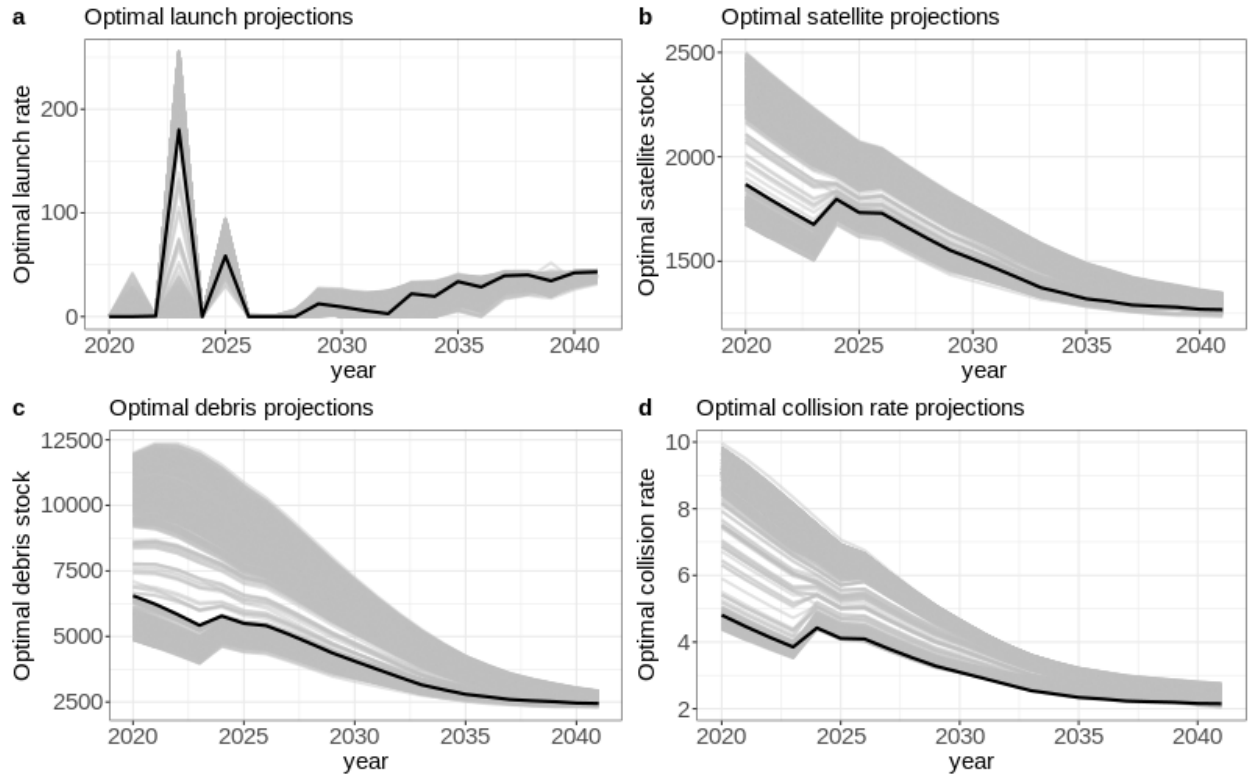 a Optimal launch projections
Optimal launch rate
200
100
0
2020 2025 2030 2035 2040
year
b Optimal satellite projections
Optimal satellite stock
2500
2000
1500
2020 2025 2030 2035 2040
year
c Optimal debris projections
Optimal debris stock
12500
10000
7500
5000
2500
2020 2025 2030 2035 2040
year
d Optimal collision rate projections
Optimal collision rate
10
8
6
4
2
2020 2025 2030 2035 2040
year